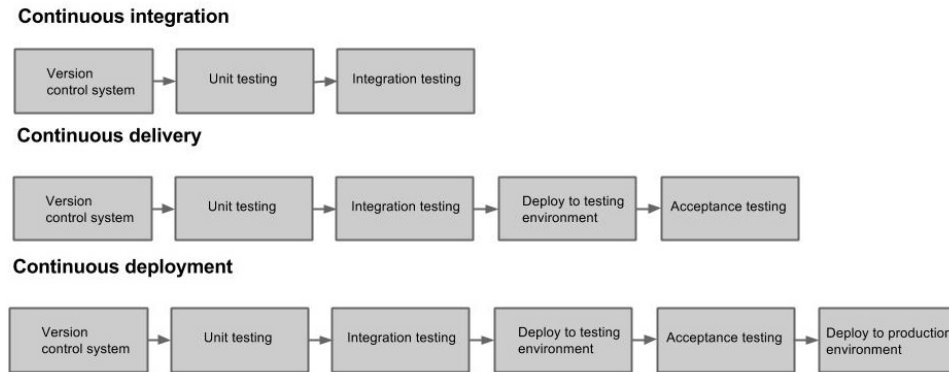 Continuous integration
Version
control system
Unit testing
Integration testing
Continuous delivery
Version
control system
Unit testing
Integration testing
Deploy to testing
environment
Acceptance testing
Continuous deployment
Version
control system
Unit testing
Integration testing
Deploy to testing
environment
Acceptance testing
Deploy to production
environment